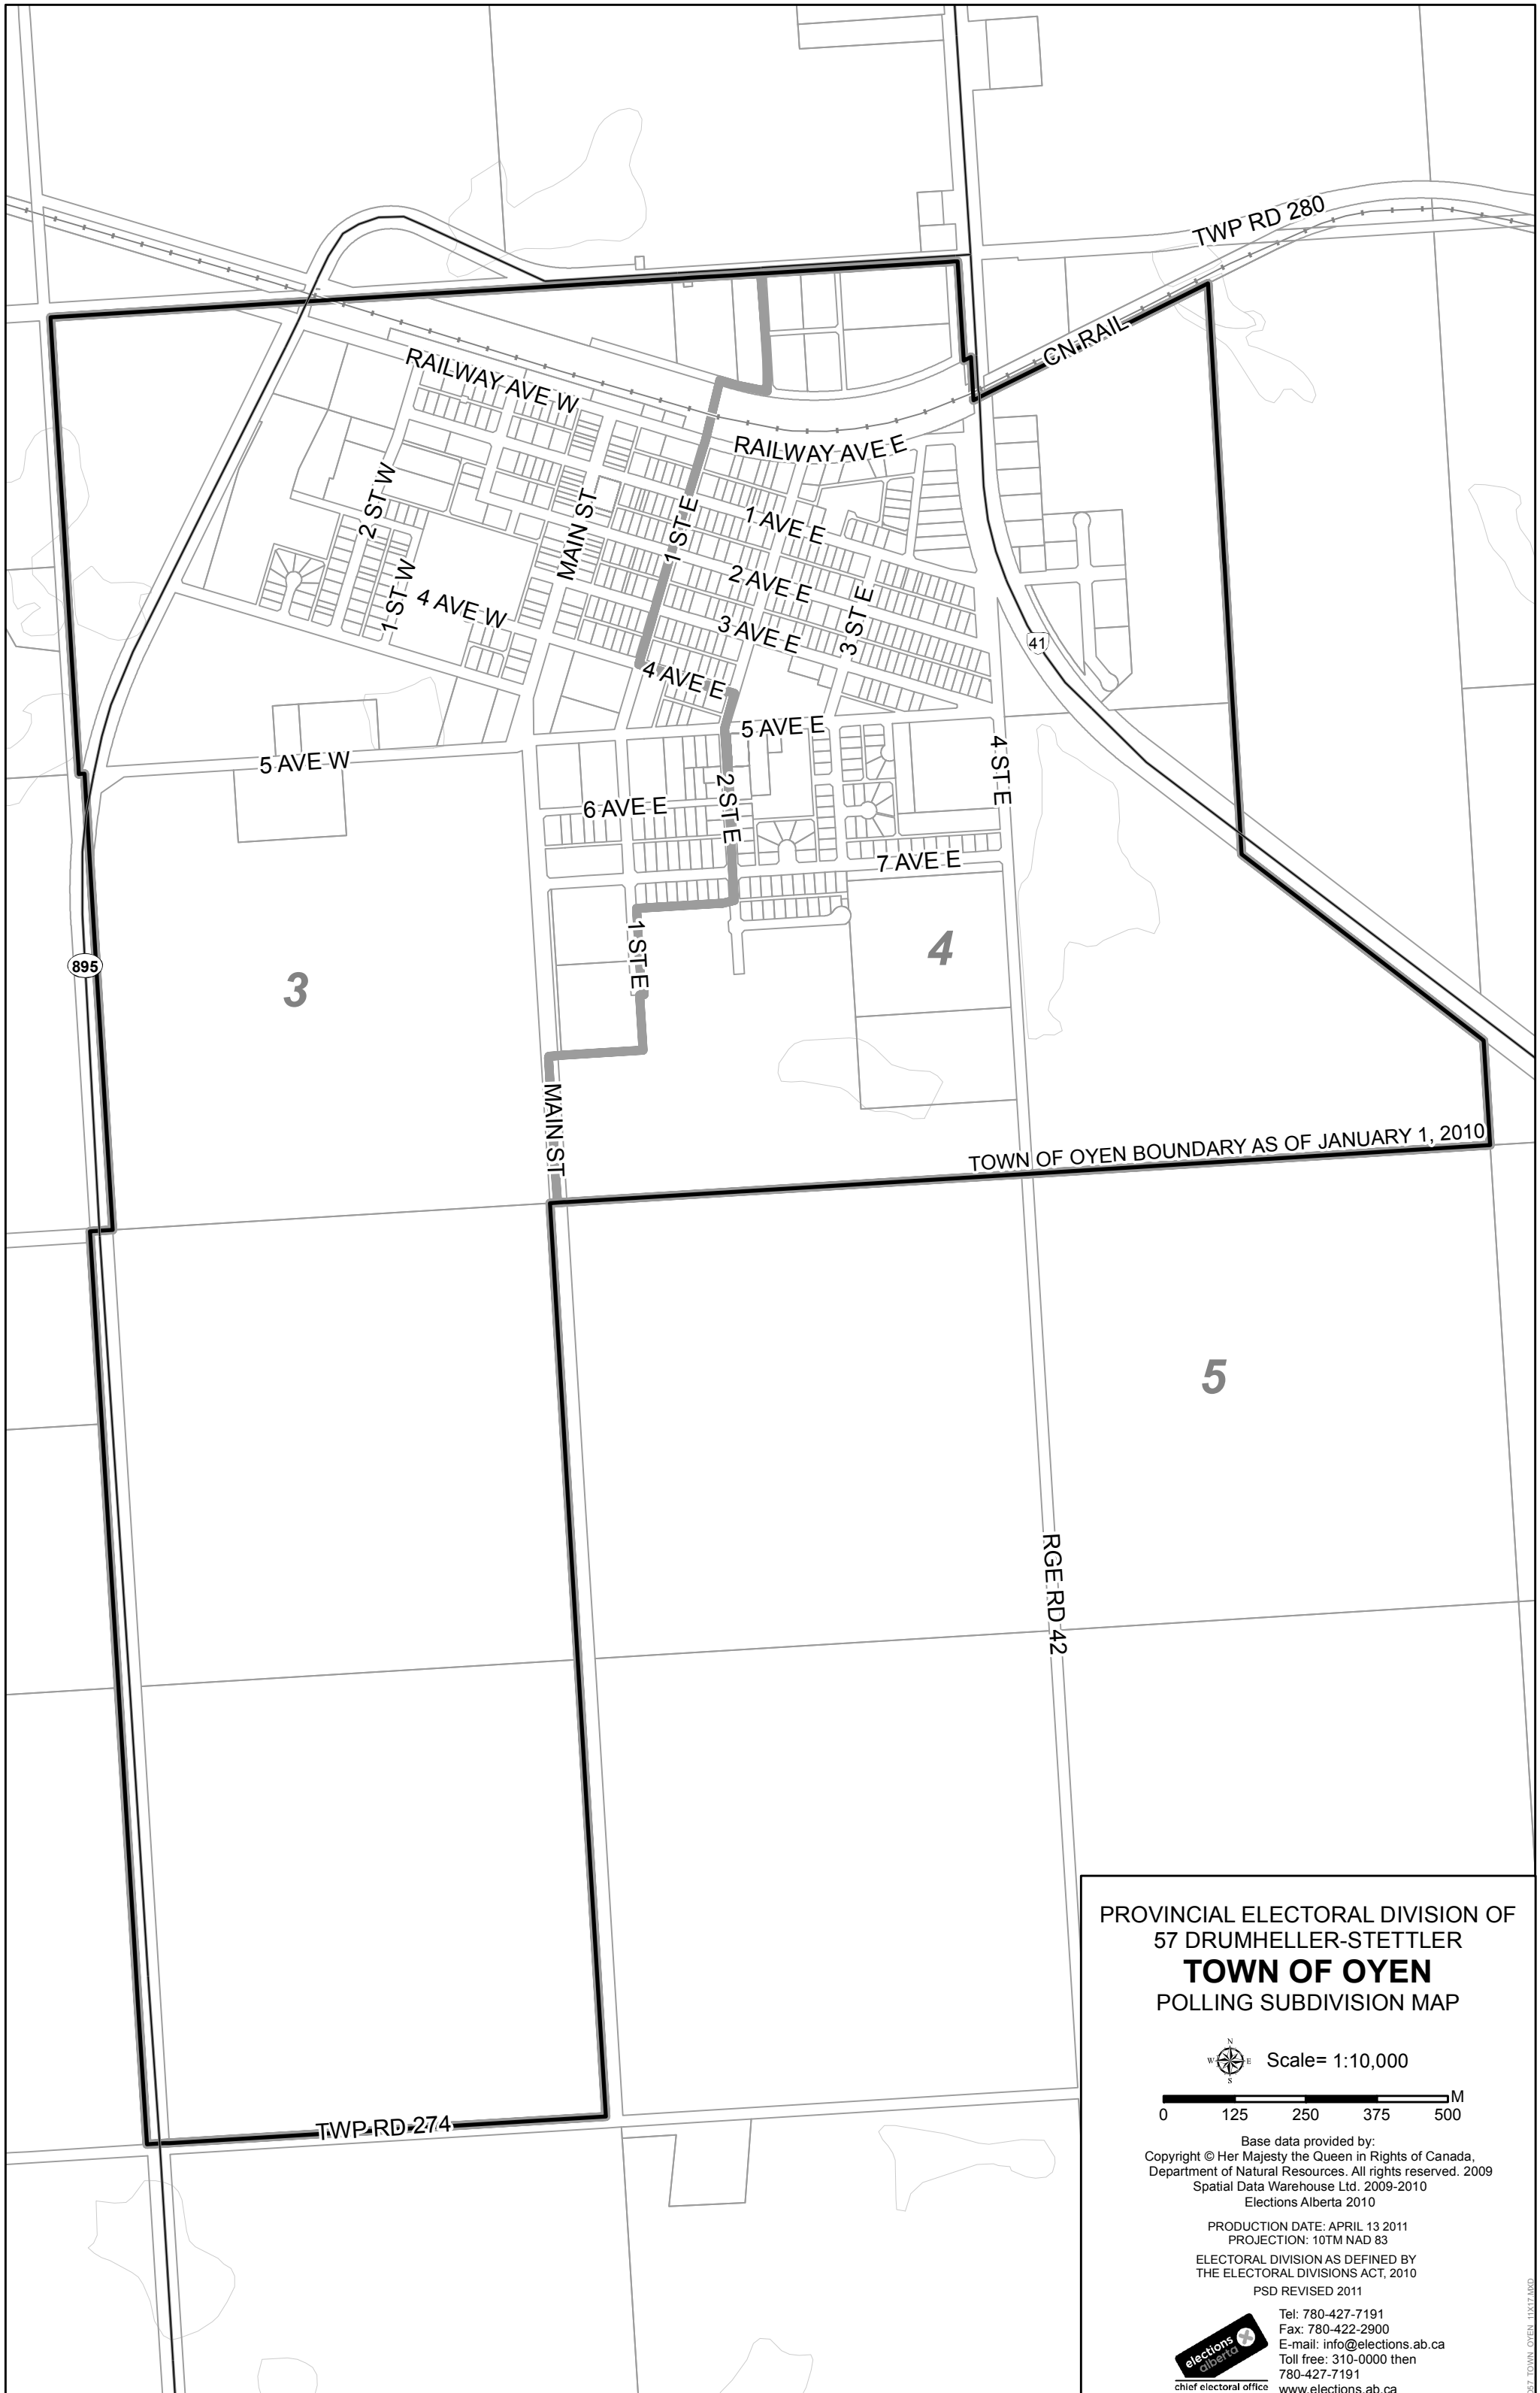 TWP RD 280
CN RAIL
RAILWAY AVE W
RAILWAY AVE E
2 ST W
MAIN ST
1 ST E
1 AVE E
1 ST W
4 AVE W
2 AVE E
3 AVE E
3 ST E
41
4 AVE E
5 AVE E
5 AVE W
4 ST E
6 AVE E
2 ST E
7 AVE E
895
3
1 ST E
4
MAIN ST
TOWN OF OYEN BOUNDARY AS OF JANUARY 1, 2010
5
RGE RD 42
TWP RD 274
PROVINCIAL ELECTORAL DIVISION OF
57 DRUMHELLER-STETTLER
TOWN OF OYEN
POLLING SUBDIVISION MAP
N
W E
S
Scale= 1:10,000
M
0 125 250 375 500
Base data provided by:
Copyright © Her Majesty the Queen in Rights of Canada,
Department of Natural Resources. All rights reserved. 2009
Spatial Data Warehouse Ltd. 2009-2010
Elections Alberta 2010
PRODUCTION DATE: APRIL 13 2011
PROJECTION: 10TM NAD 83
ELECTORAL DIVISION AS DEFINED BY
THE ELECTORAL DIVISIONS ACT, 2010
PSD REVISED 2011
elections
alberta
chief electoral office
Tel: 780-427-7191
Fax: 780-422-2900
E-mail: info@elections.ab.ca
Toll free: 310-0000 then
780-427-7191
www.elections.ab.ca
TOWN_OYEN_11X17.MXD